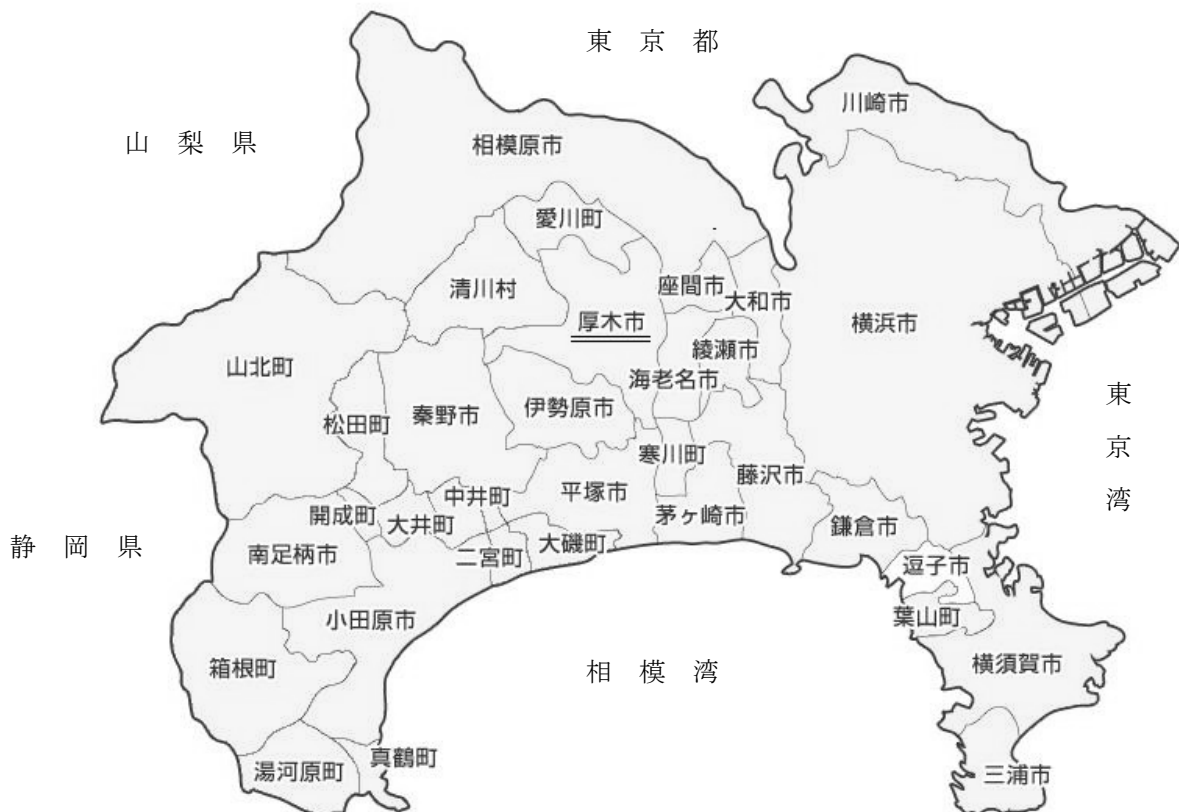 東京都
川崎市
山梨県
相模原市
愛川町
清川村
座間市
大和市
厚木市
横浜市
綾瀬市
山北町
海老名市
伊勢原市
秦野市
松田町
東京湾
寒川町
藤沢市
平塚市
中井町
開成町
大井町
茅ヶ崎市
鎌倉市
静岡県
南足柄市
二宮町
大磯町
逗子市
小田原市
葉山町
箱根町
相模湾
横須賀市
真鶴町
湯河原町
三浦市